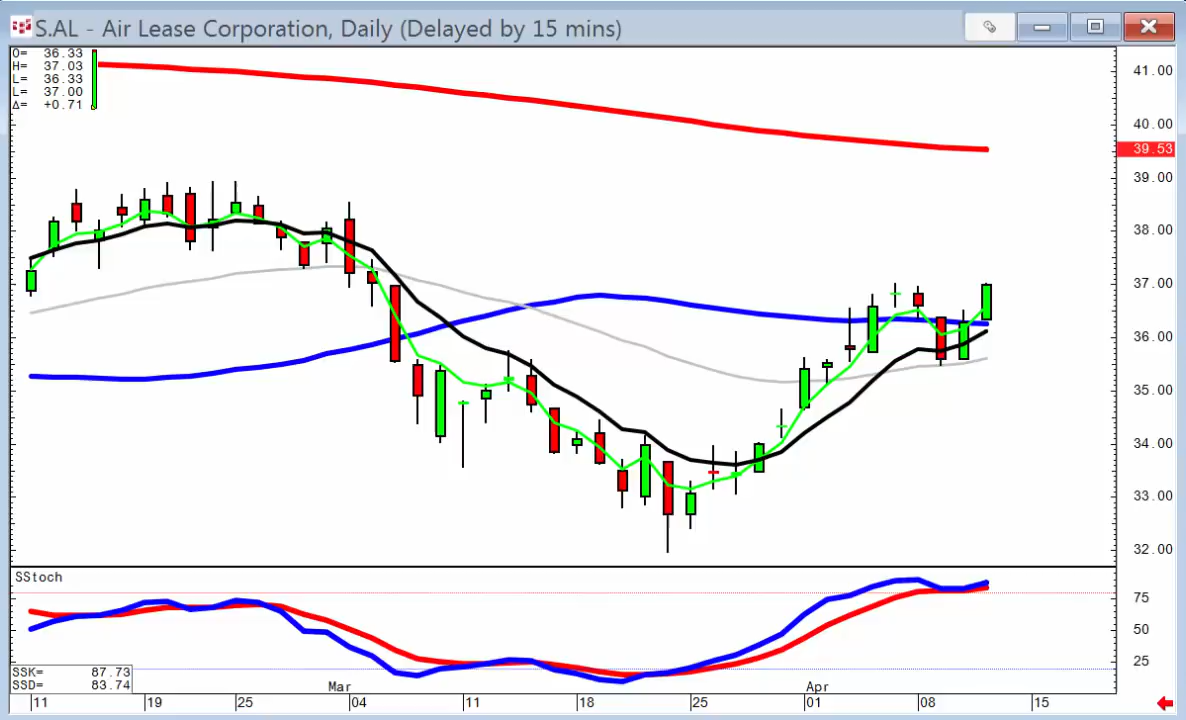 S.AL - Air Lease Corporation, Daily (Delayed by 15 mins)
O= 36.33
H= 37.03
L= 36.33
L= 37.00
Δ= +0.71
41.00
40.00
39.53
39.00
38.00
37.00
36.00
35.00
34.00
33.00
32.00
SStoch
75
50
25
SSK= 87.73
SSD= 83.74
Mar
Apr
11
19
25
04
11
18
25
01
08
15